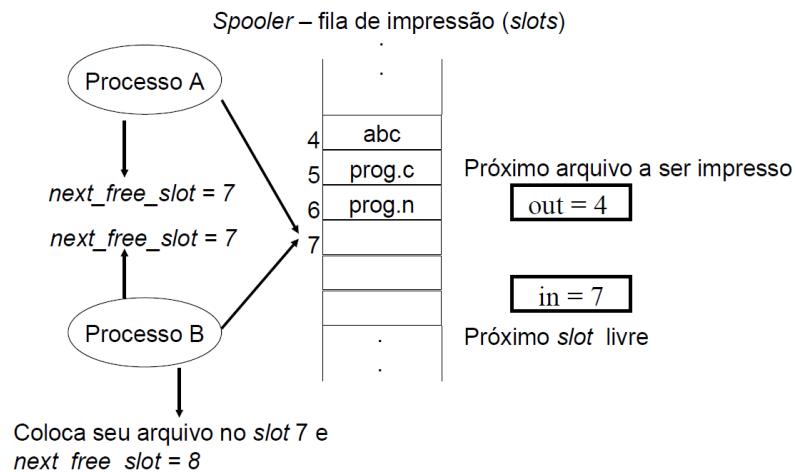 Spooler – fila de impressão (slots)
Processo A
next_free_slot = 7
next_free_slot = 7
Processo B
Coloca seu arquivo no slot 7 e
next_free_slot = 8
.
.
4 abc
5 prog.c
6 prog.n
7
.
.
Próximo arquivo a ser impresso
out = 4
in = 7
Próximo slot livre